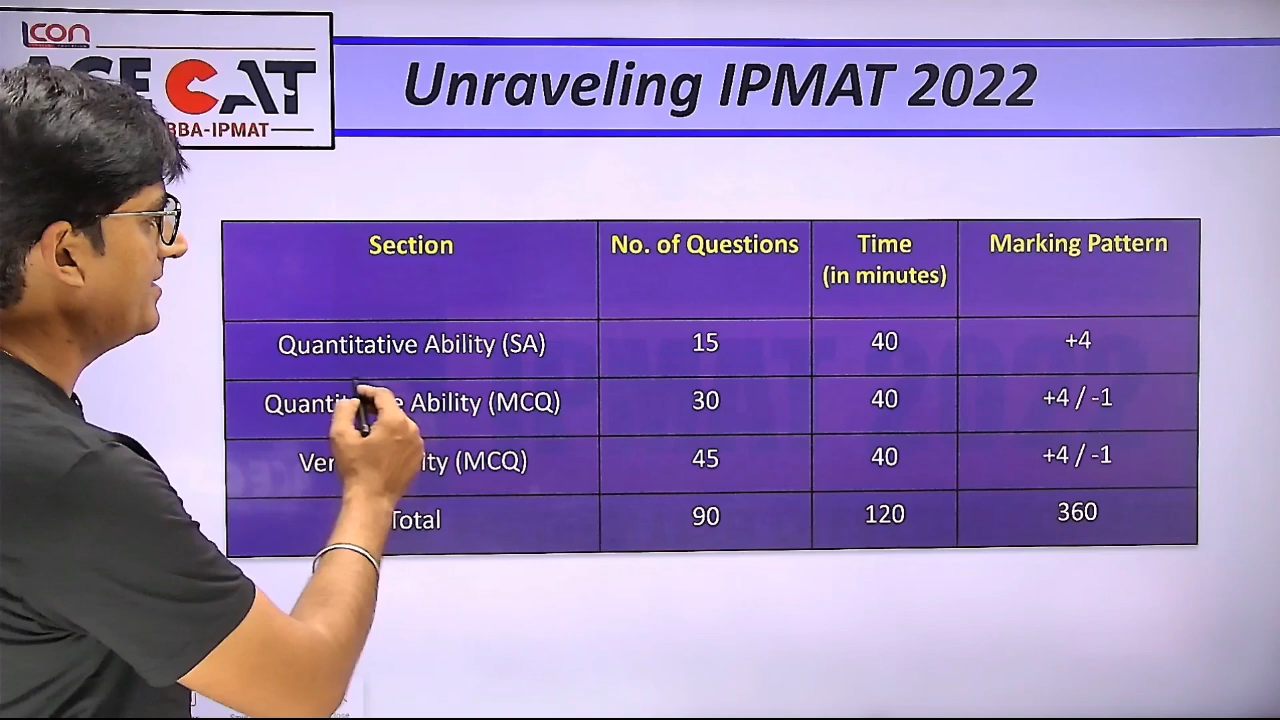 ıcon
CAT
BBA-IPMAT
Unraveling IPMAT 2022
Section No. of Questions Time (in minutes) Marking Pattern
Quantitative Ability (SA) 15 40 +4
Ability (MCQ) 30 40 +4 / -1
(MCQ) 45 40 +4 / -1
Total 90 120 360